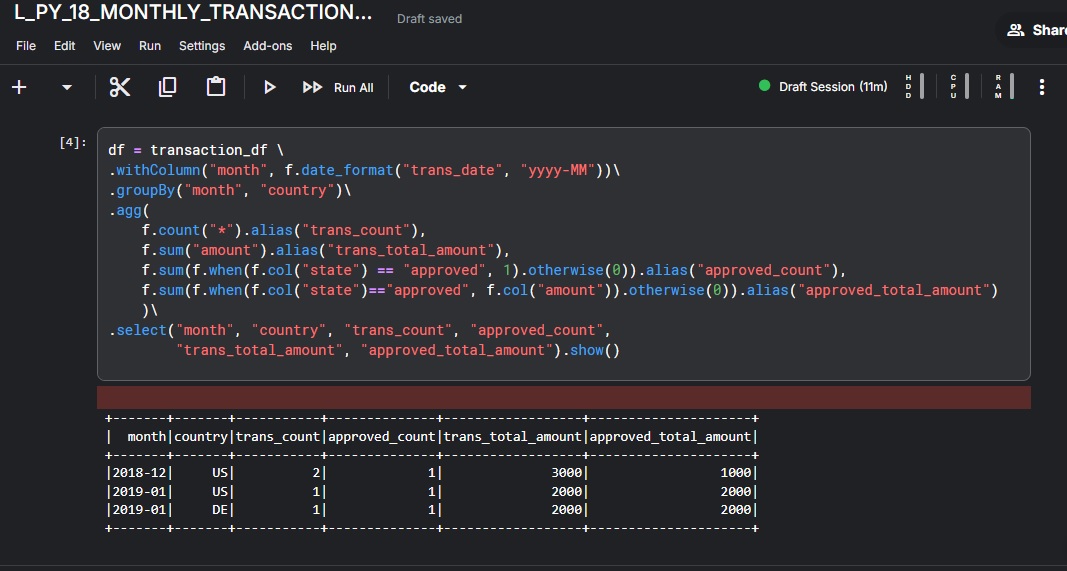 L_PY_18_MONTHLY_TRANSACTION... Draft saved
Share
File Edit View Run Settings Add-ons Help
Run All Code Draft Session (11m) HDD CPU RAM
[4]:
df = transaction_df \
.withColumn("month", f.date_format("trans_date", "yyyy-MM"))\
.groupBy("month", "country")\
.agg(
    f.count("*").alias("trans_count"),
    f.sum("amount").alias("trans_total_amount"),
    f.sum(f.when(f.col("state") == "approved", 1).otherwise(0)).alias("approved_count"),
    f.sum(f.when(f.col("state")=="approved", f.col("amount")).otherwise(0)).alias("approved_total_amount")
    )\
.select("month", "country", "trans_count", "approved_count",
        "trans_total_amount", "approved_total_amount").show()
+-------+-------+-----------+--------------+------------------+---------------------+
|  month|country|trans_count|approved_count|trans_total_amount|approved_total_amount|
+-------+-------+-----------+--------------+------------------+---------------------+
|2018-12|     US|          2|             1|              3000|                 1000|
|2019-01|     US|          1|             1|              2000|                 2000|
|2019-01|     DE|          1|             1|              2000|                 2000|
+-------+-------+-----------+--------------+------------------+---------------------+